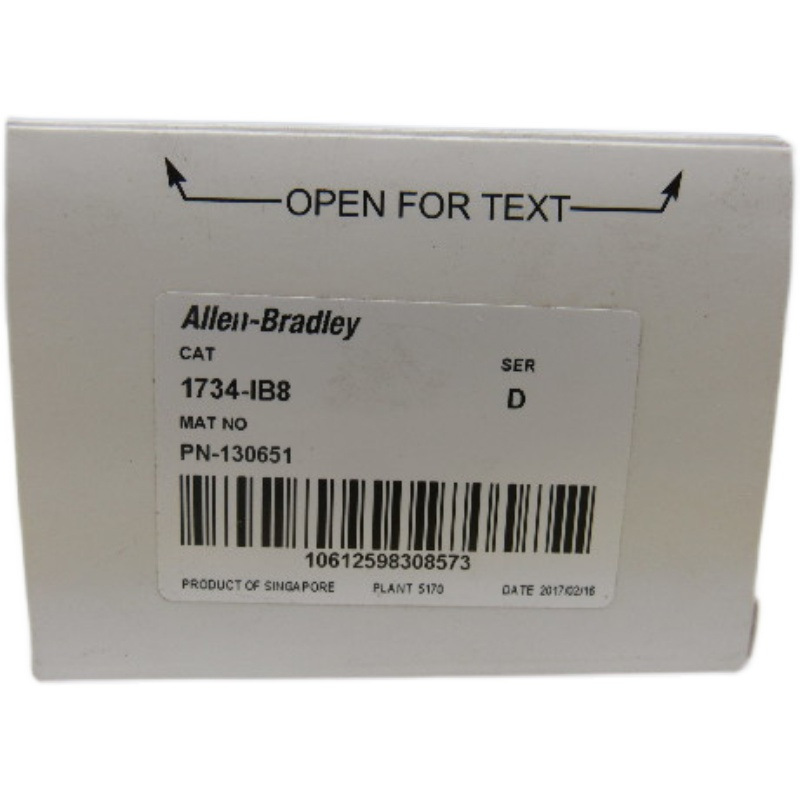 OPEN FOR TEXT
Allen-Bradley
CAT
SER
1734-IB8
D
MAT NO
PN-130651
10612598308573
PRODUCT OF SINGAPORE PLANT 5170 DATE 2017/02/16